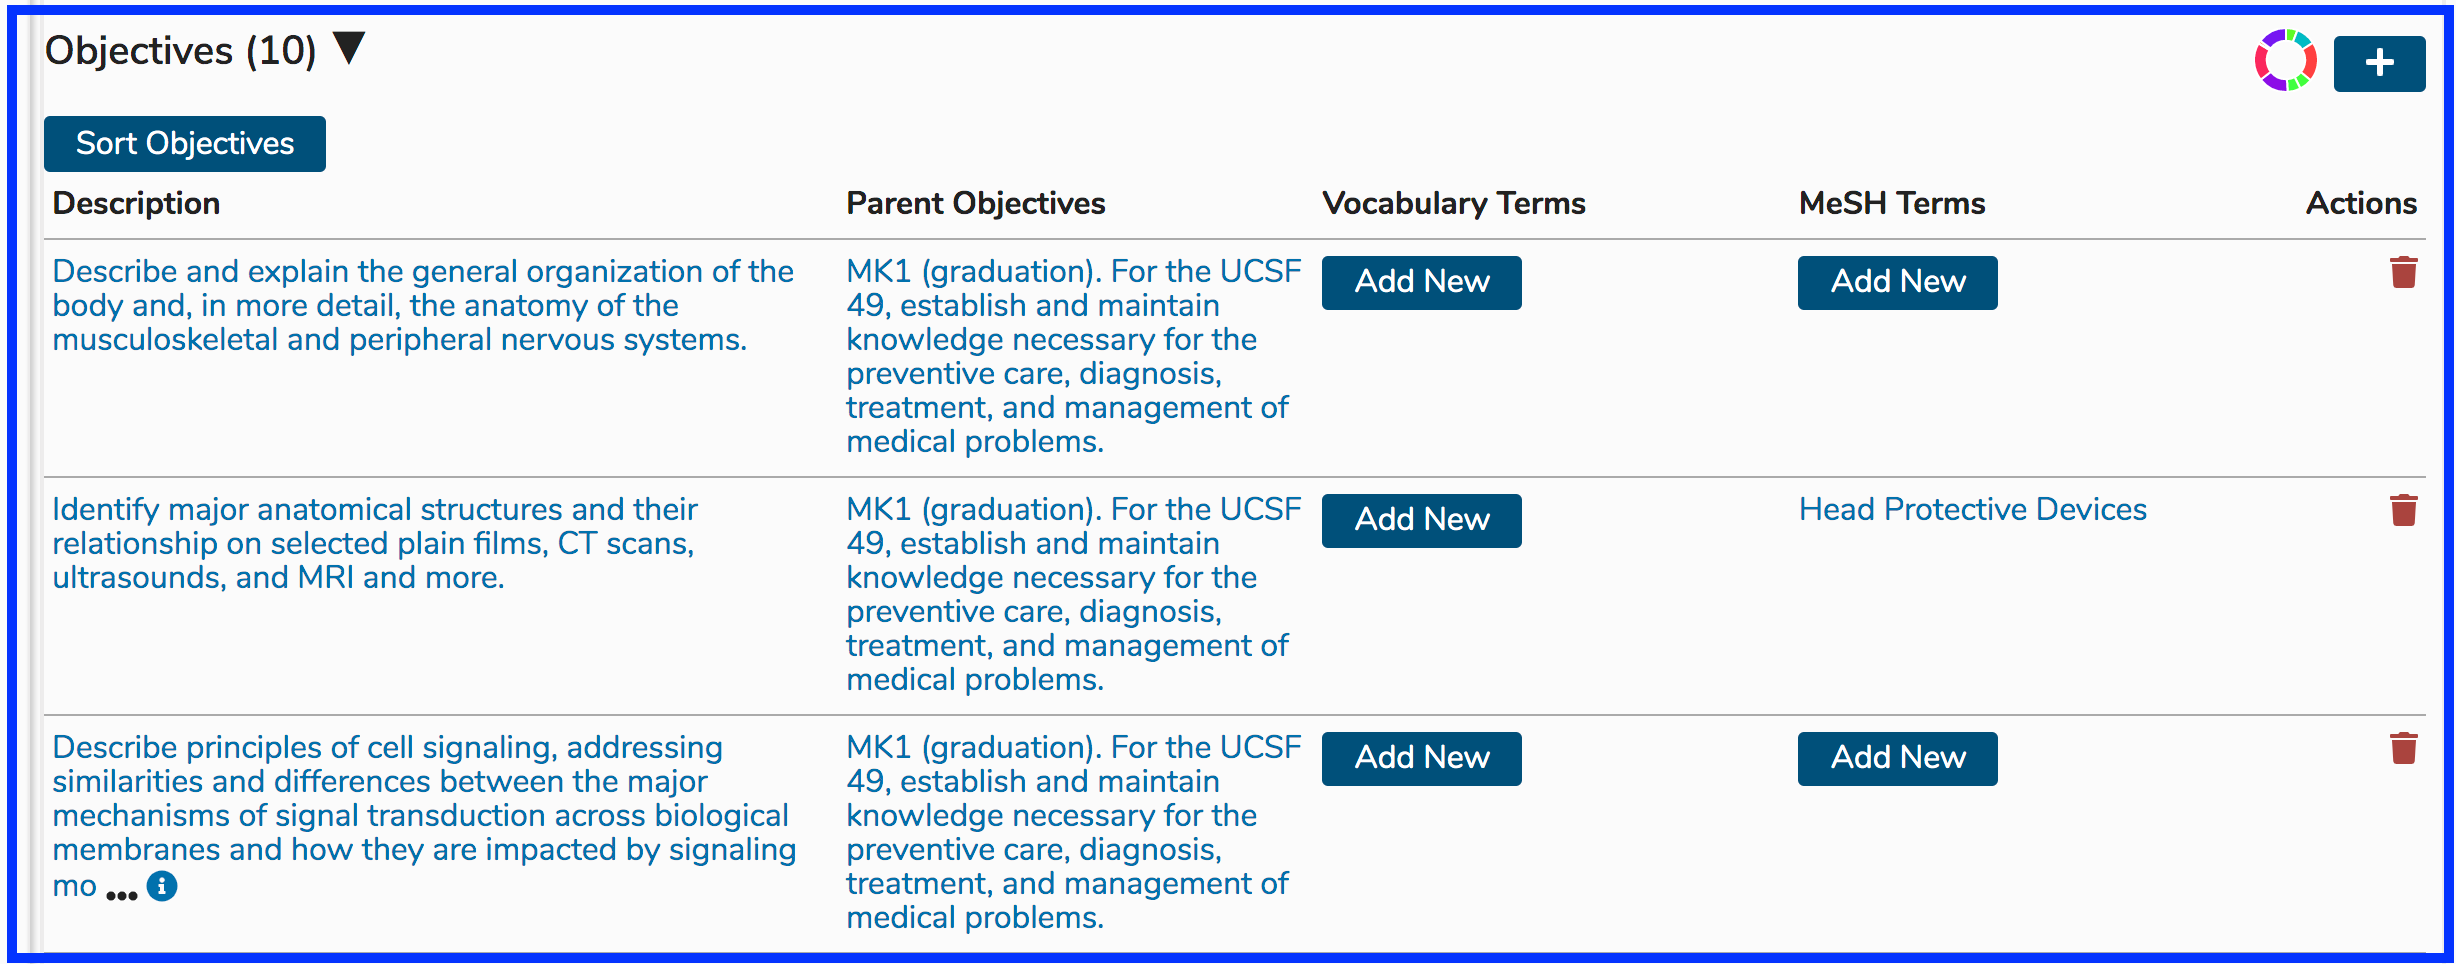 Objectives (10) ▼
+
Sort Objectives
Description Parent Objectives Vocabulary Terms MeSH Terms Actions
Describe and explain the general organization of the
body and, in more detail, the anatomy of the
musculoskeletal and peripheral nervous systems.
MK1 (graduation). For the UCSF
49, establish and maintain
knowledge necessary for the
preventive care, diagnosis,
treatment, and management of
medical problems.
Add New
Add New
Identify major anatomical structures and their
relationship on selected plain films, CT scans,
ultrasounds, and MRI and more.
MK1 (graduation). For the UCSF
49, establish and maintain
knowledge necessary for the
preventive care, diagnosis,
treatment, and management of
medical problems.
Add New
Head Protective Devices
Describe principles of cell signaling, addressing
similarities and differences between the major
mechanisms of signal transduction across biological
membranes and how they are impacted by signaling
mo ... i
MK1 (graduation). For the UCSF
49, establish and maintain
knowledge necessary for the
preventive care, diagnosis,
treatment, and management of
medical problems.
Add New
Add New